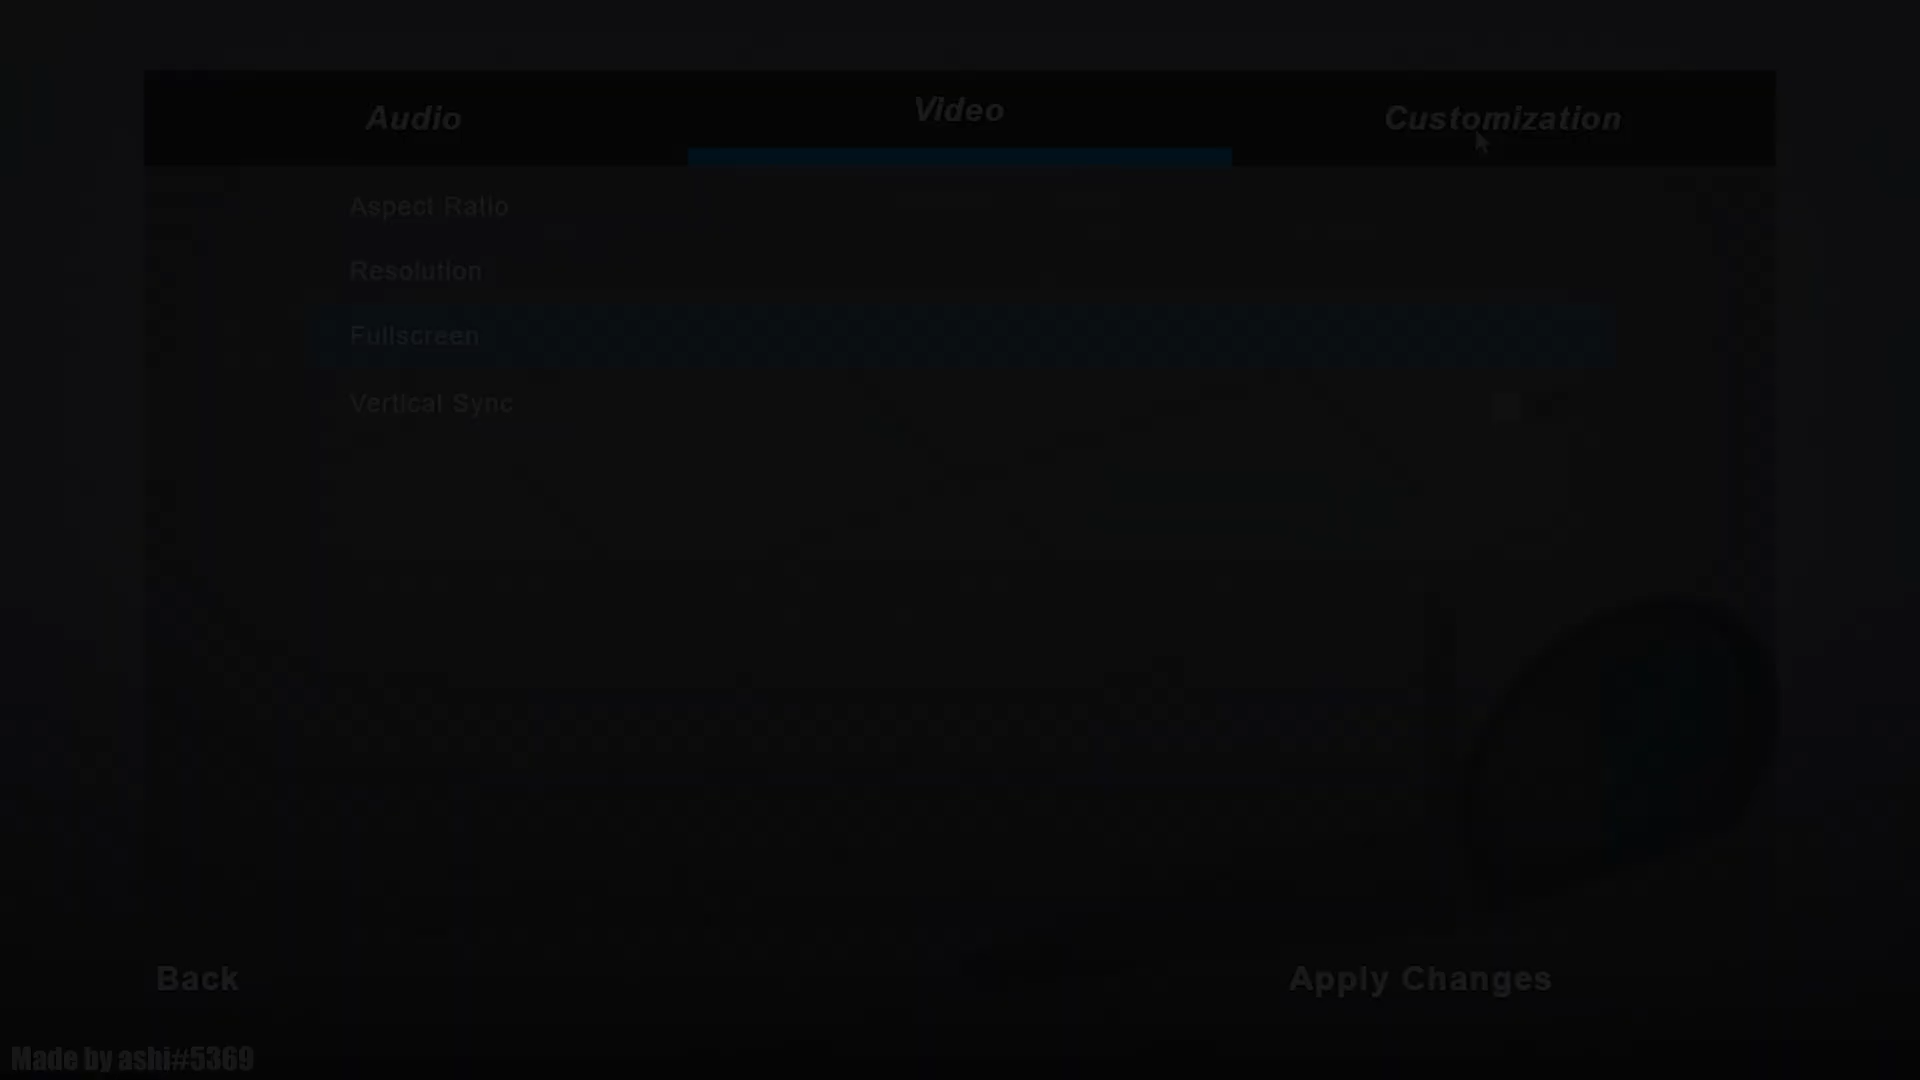 Audio
Video
Customization
Aspect Ratio
Resolution
Fullscreen
Vertical Sync
Back
Apply Changes
Made by ashi#5369